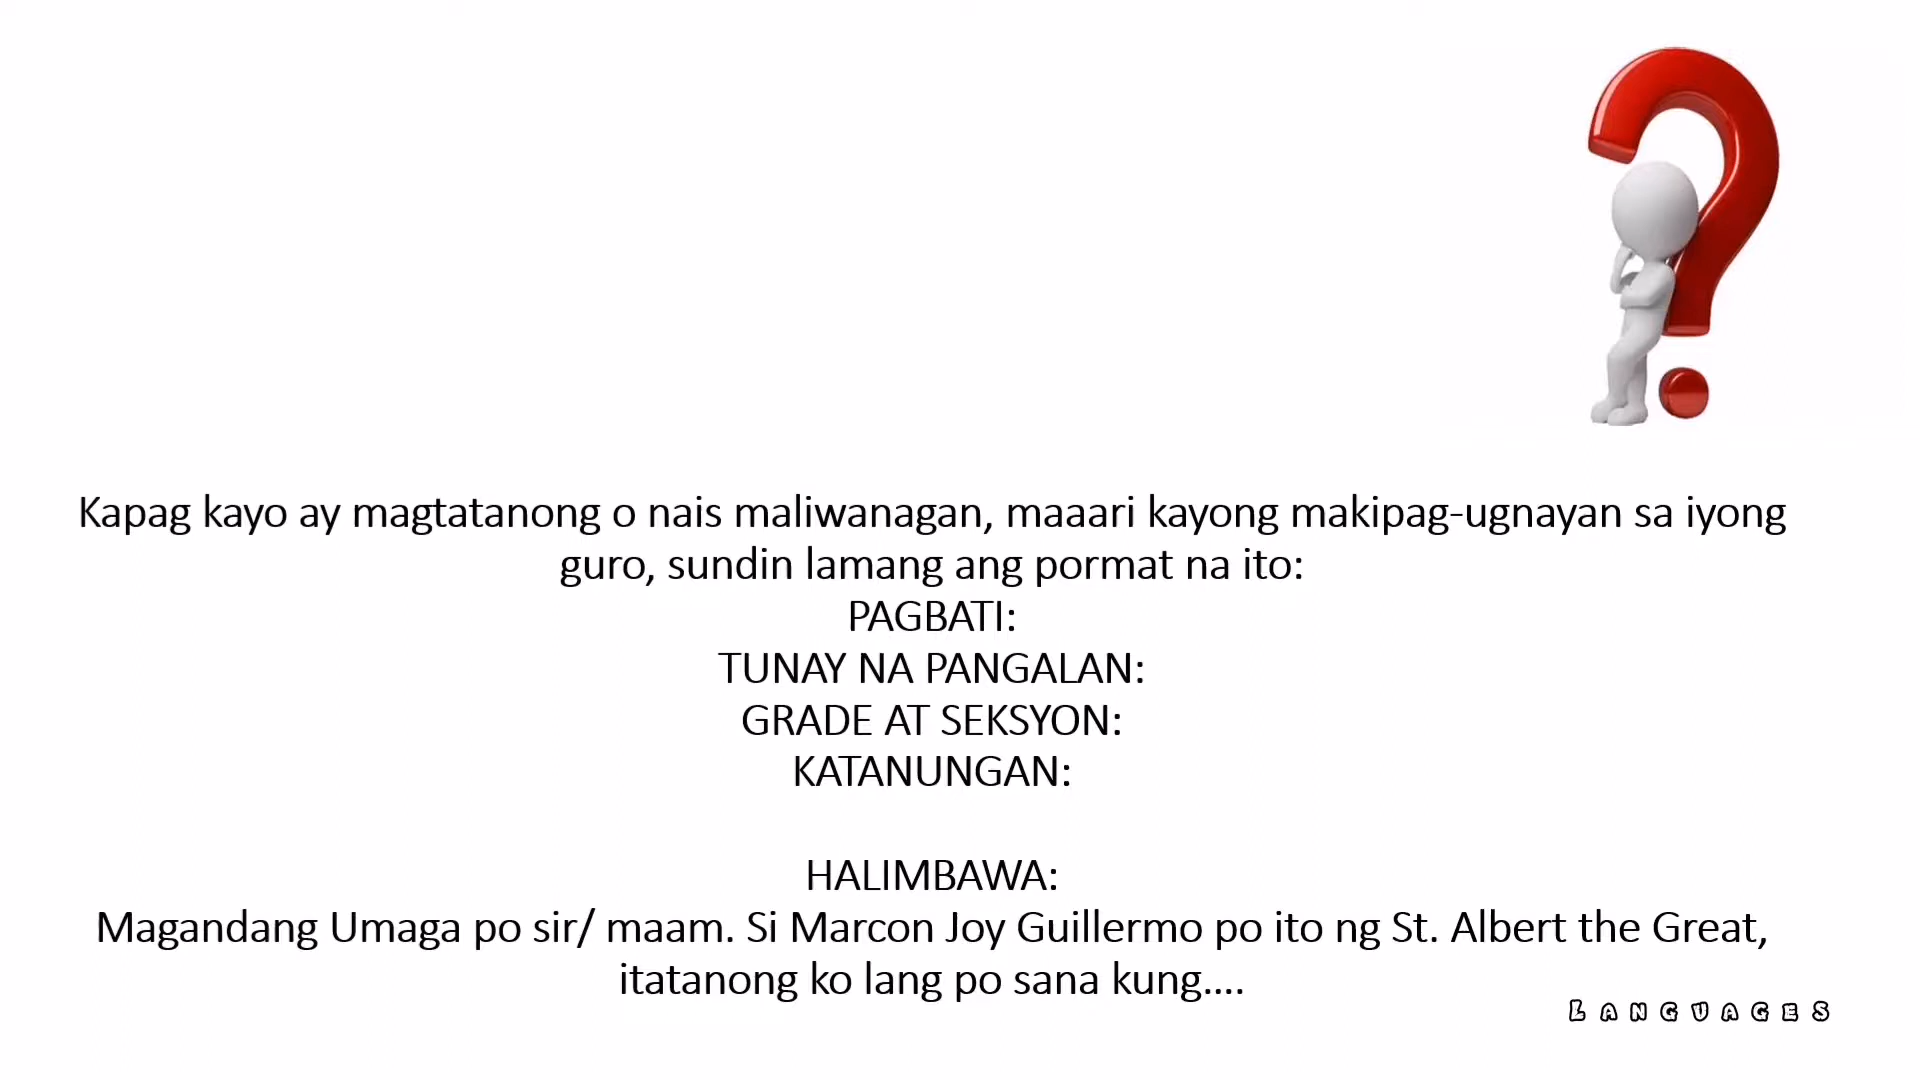 Kapag kayo ay magtatanong o nais maliwanagan, maaari kayong makipag-ugnayan sa iyong
guro, sundin lamang ang pormat na ito:
PAGBATI:
TUNAY NA PANGALAN:
GRADE AT SEKSYON:
KATANUNGAN:
HALIMBAWA:
Magandang Umaga po sir/ maam. Si Marcon Joy Guillermo po ito ng St. Albert the Great,
itatanong ko lang po sana kung....
LANGUAGES